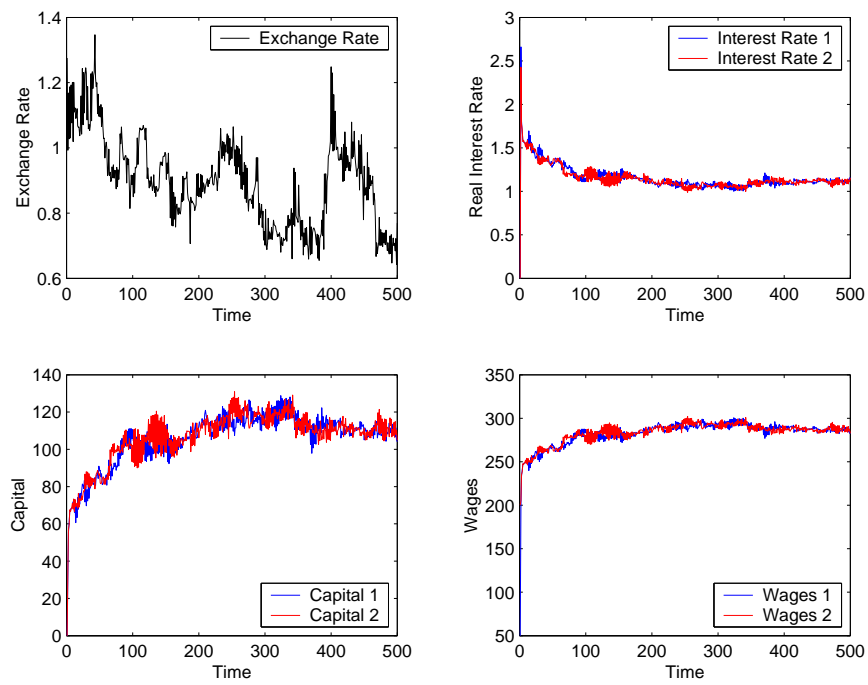 1.4
1.2
1
0.8
0.6
Exchange Rate
Exchange Rate
0 100 200 300 400 500
Time
3
2.5
2
1.5
1
0.5
0
Real Interest Rate
Interest Rate 1
Interest Rate 2
0 100 200 300 400 500
Time
140
120
100
80
60
40
20
0
Capital
Capital 1
Capital 2
0 100 200 300 400 500
Time
350
300
250
200
150
100
50
Wages
Wages 1
Wages 2
0 100 200 300 400 500
Time